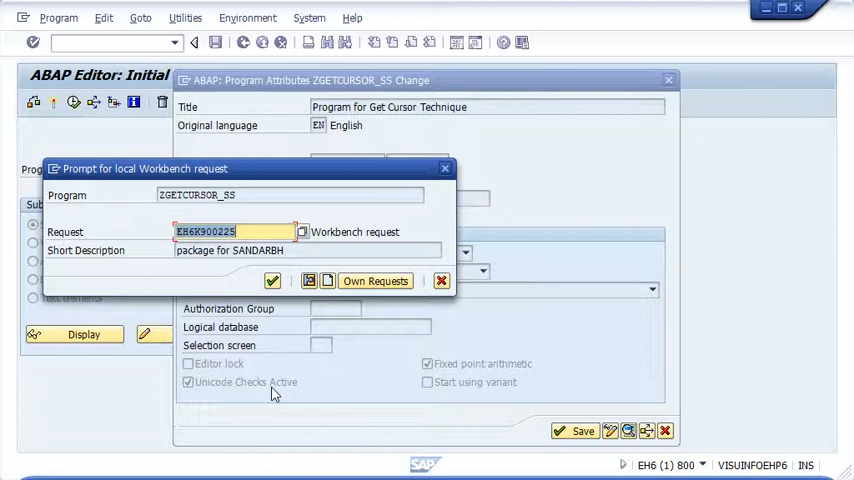 Program Edit Goto Utilities Environment System Help
ABAP Editor: Initial
ABAP: Program Attributes ZGETCURSOR_SS Change
Title Program for Get Cursor Technique
Original language EN English
Prompt for local Workbench request
Program ZGETCURSOR_SS
Request EH6K900225 Workbench request
Short Description package for SANDARBH
Own Requests
Authorization Group
Display
Logical database
Selection screen
Editor lock Fixed point arithmetic
Unicode Checks Active Start using variant
Save
SAP EH6 (1) 800 VISUINFOEHP6 INS